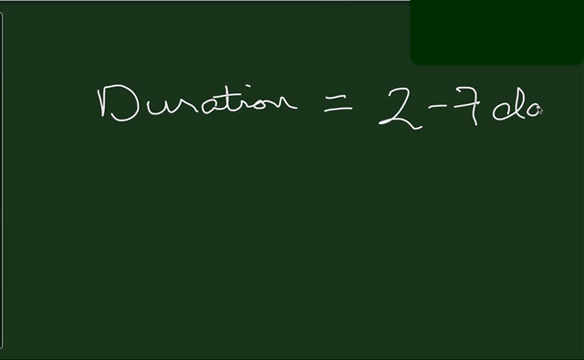 Duration = 2-7 da